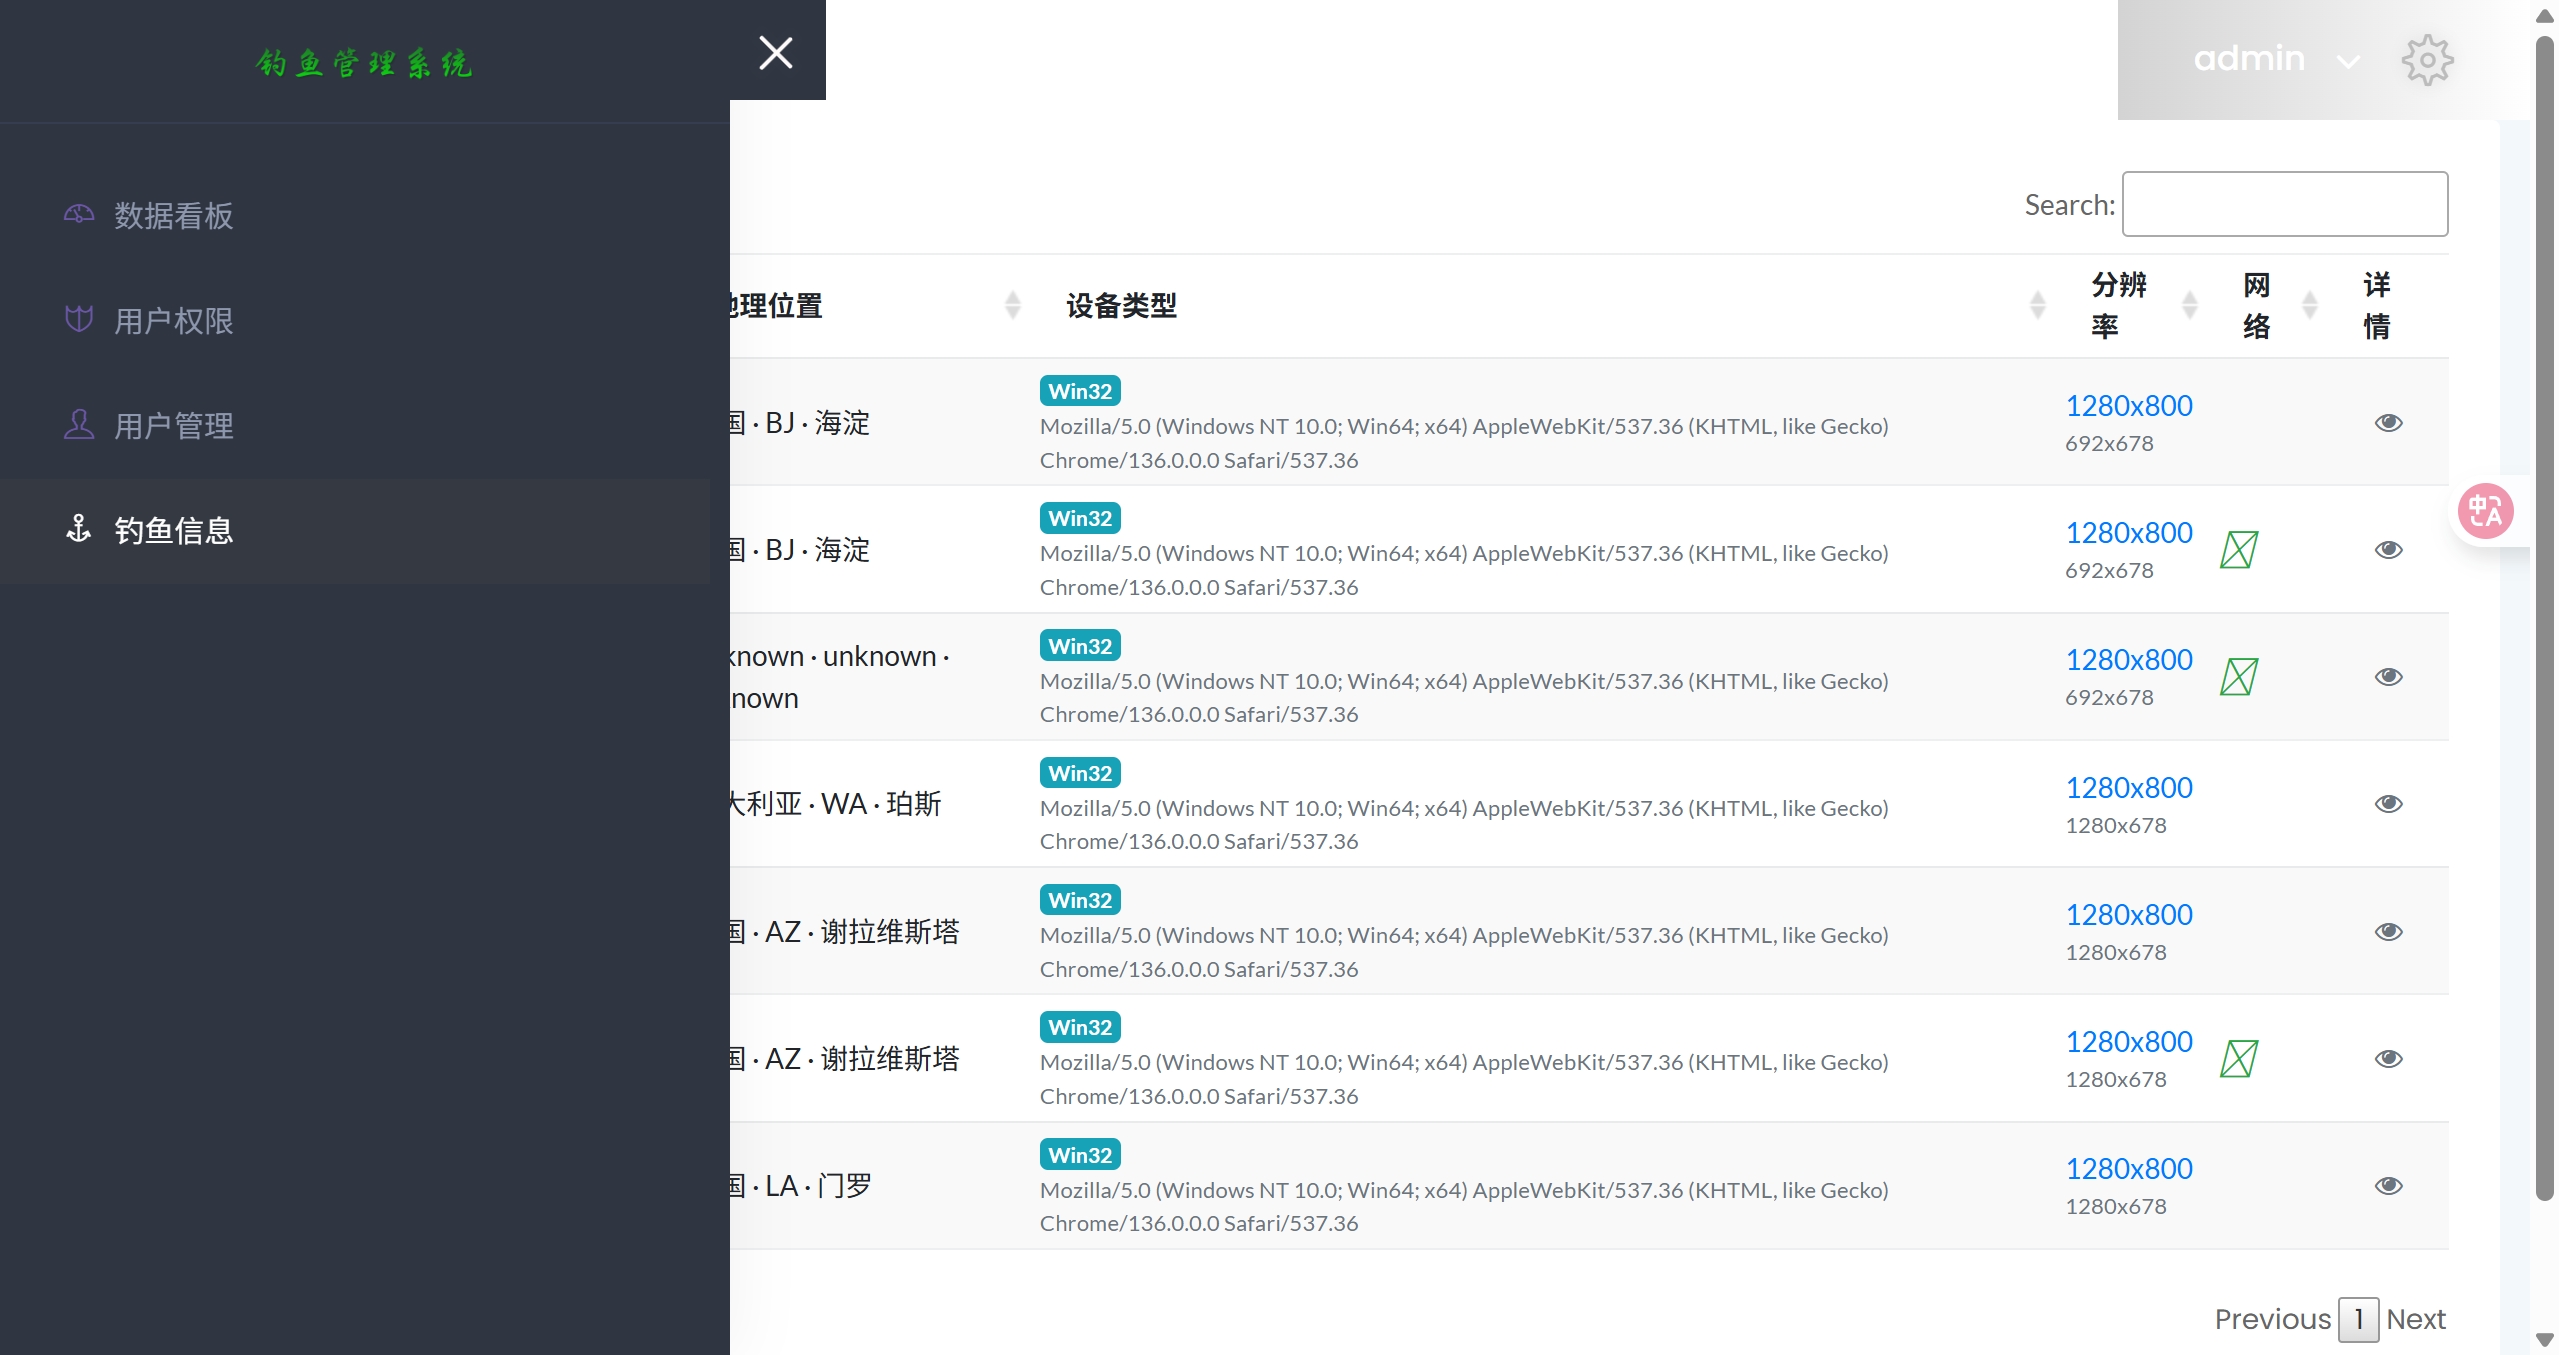 钓鱼管理系统
admin
数据看板
用户权限
用户管理
钓鱼信息
Search:
地理位置
设备类型
分辨
率
网
络
详
情
国 · BJ · 海淀
Win32
Mozilla/5.0 (Windows NT 10.0; Win64; x64) AppleWebKit/537.36 (KHTML, like Gecko)
Chrome/136.0.0.0 Safari/537.36
1280x800
692x678
国 · BJ · 海淀
Win32
Mozilla/5.0 (Windows NT 10.0; Win64; x64) AppleWebKit/537.36 (KHTML, like Gecko)
Chrome/136.0.0.0 Safari/537.36
1280x800
692x678
known · unknown ·
nown
Win32
Mozilla/5.0 (Windows NT 10.0; Win64; x64) AppleWebKit/537.36 (KHTML, like Gecko)
Chrome/136.0.0.0 Safari/537.36
1280x800
692x678
大利亚 · WA · 珀斯
Win32
Mozilla/5.0 (Windows NT 10.0; Win64; x64) AppleWebKit/537.36 (KHTML, like Gecko)
Chrome/136.0.0.0 Safari/537.36
1280x800
1280x678
国 · AZ · 谢拉维斯塔
Win32
Mozilla/5.0 (Windows NT 10.0; Win64; x64) AppleWebKit/537.36 (KHTML, like Gecko)
Chrome/136.0.0.0 Safari/537.36
1280x800
1280x678
国 · AZ · 谢拉维斯塔
Win32
Mozilla/5.0 (Windows NT 10.0; Win64; x64) AppleWebKit/537.36 (KHTML, like Gecko)
Chrome/136.0.0.0 Safari/537.36
1280x800
1280x678
国 · LA · 门罗
Win32
Mozilla/5.0 (Windows NT 10.0; Win64; x64) AppleWebKit/537.36 (KHTML, like Gecko)
Chrome/136.0.0.0 Safari/537.36
1280x800
1280x678
Previous 1 Next